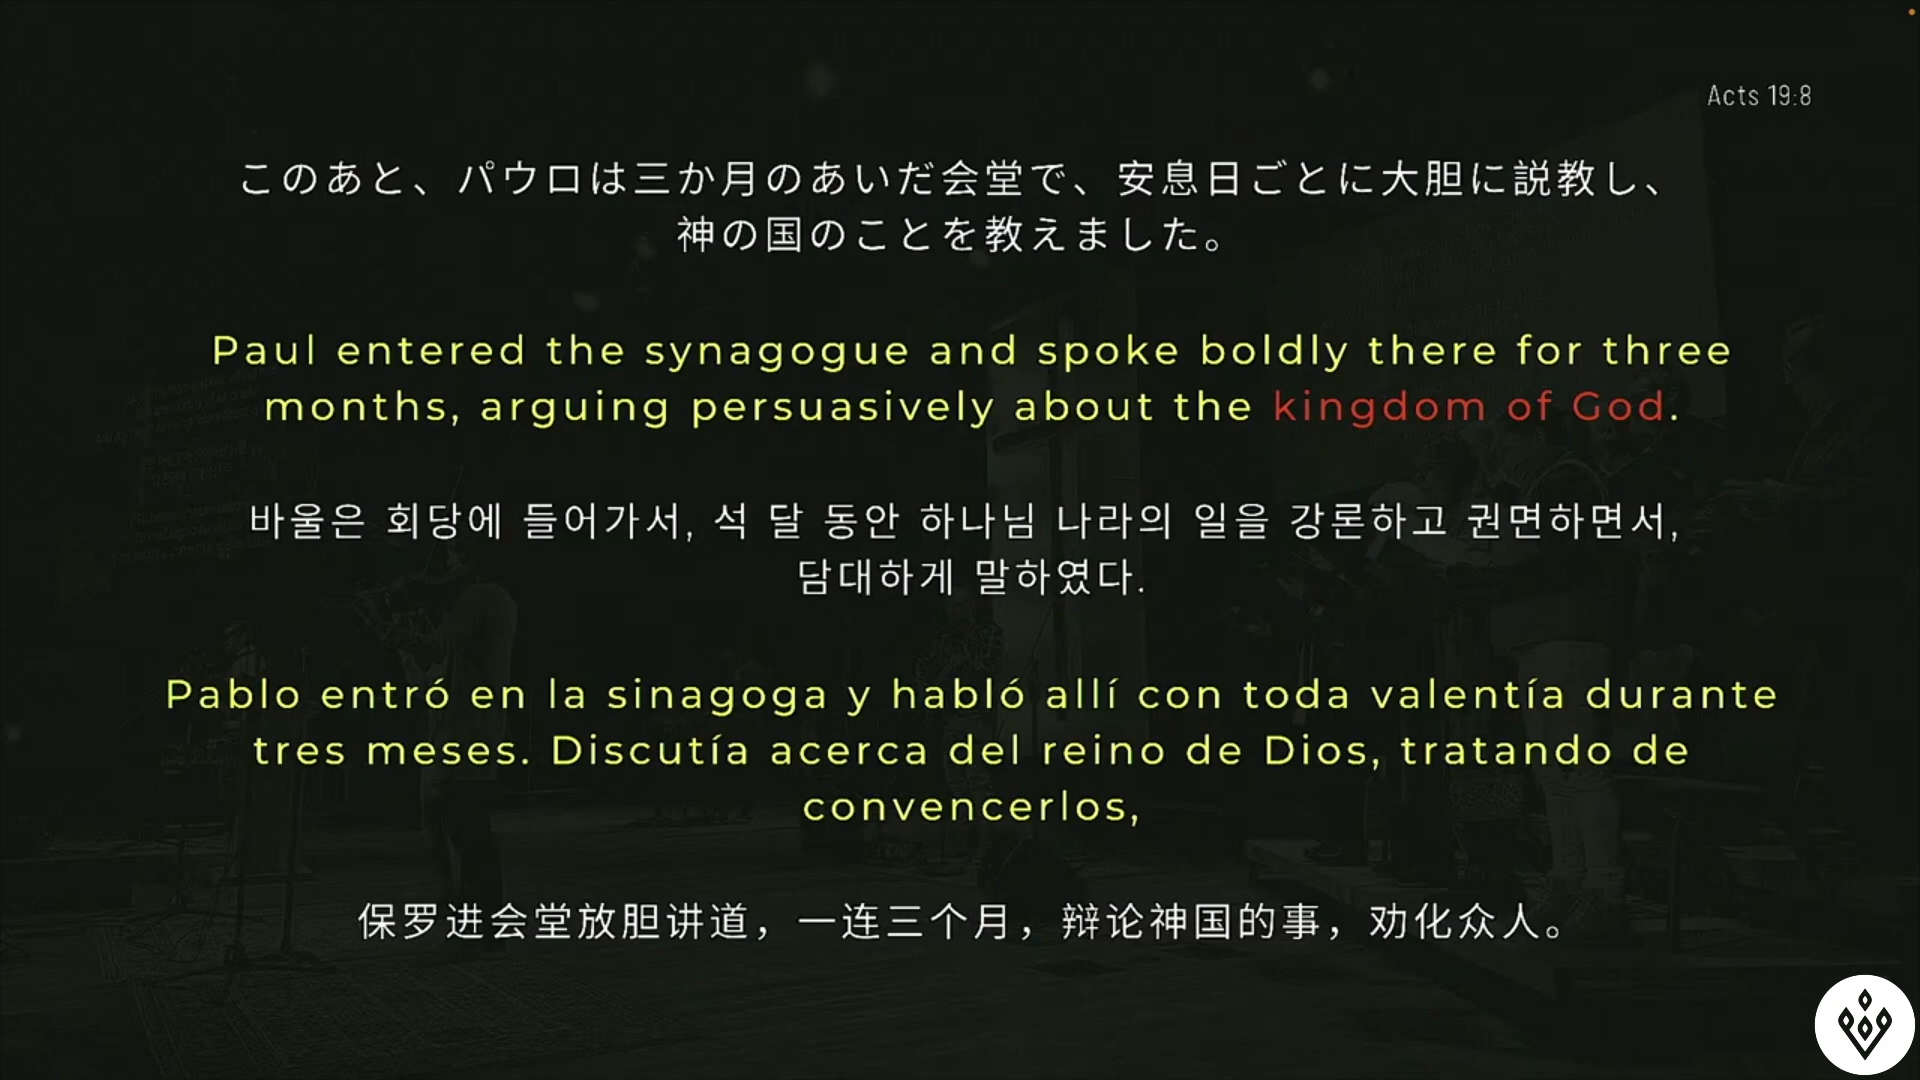 Acts 19:8
このあと、パウロは三か月のあいだ会堂で、安息日ごとに大胆に説教し、
神の国のことを教えました。
Paul entered the synagogue and spoke boldly there for three
months, arguing persuasively about the kingdom of God.
바울은 회당에 들어가서, 석 달 동안 하나님 나라의 일을 강론하고 권면하면서,
담대하게 말하였다.
Pablo entró en la sinagoga y habló allí con toda valentía durante
tres meses. Discutía acerca del reino de Dios, tratando de
convencerlos,
保罗进会堂放胆讲道，一连三个月，辩论神国的事，劝化众人。